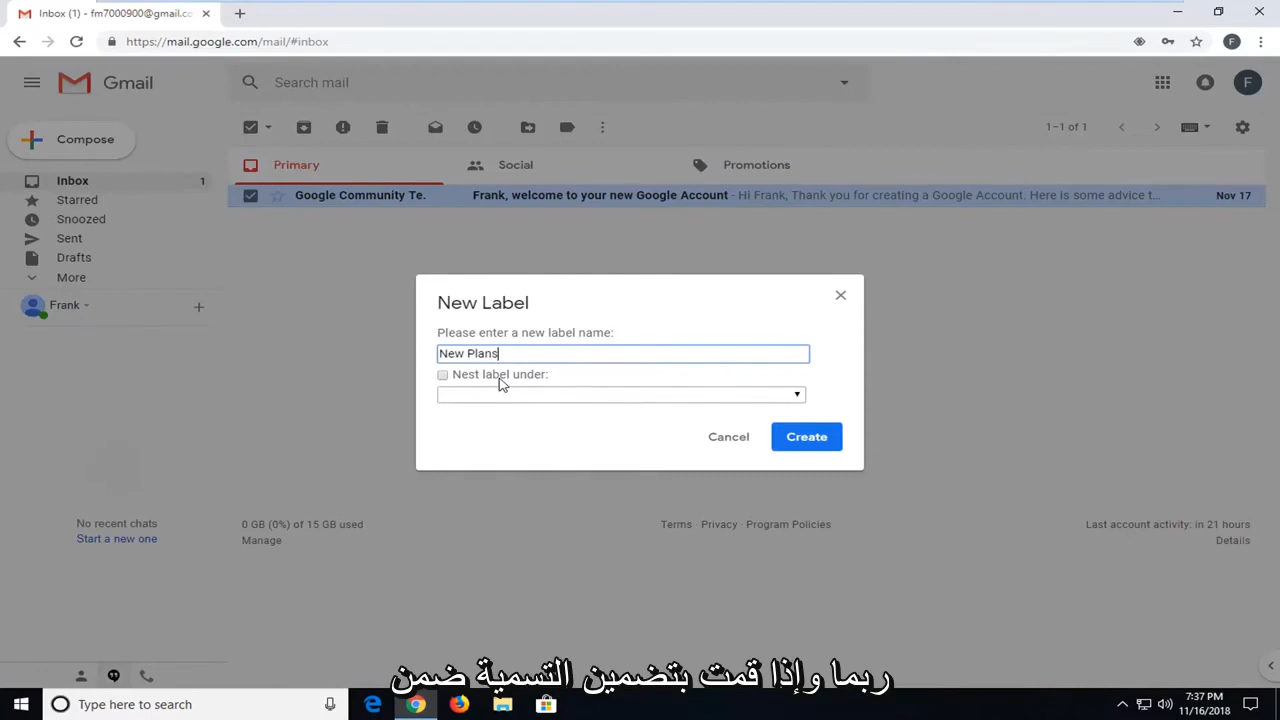 Inbox (1) - fm7000900@gmail.co
https://mail.google.com/mail/#inbox
F
Gmail
Search mail
F
Compose
1–1 of 1
Inbox 1
Starred
Snoozed
Sent
Drafts
More
Frank
Primary
Social
Promotions
Google Community Te. Frank, welcome to your new Google Account - Hi Frank, Thank you for creating a Google Account. Here is some advice t… Nov 17
New Label
Please enter a new label name:
New Plans
Nest label under:
Cancel
Create
No recent chats
Start a new one
0 GB (0%) of 15 GB used
Manage
Terms · Privacy · Program Policies
Last account activity: in 21 hours
Details
ربما وإذا قمت بتضمين التسمية ضمن
Type here to search
7:37 PM
11/16/2018